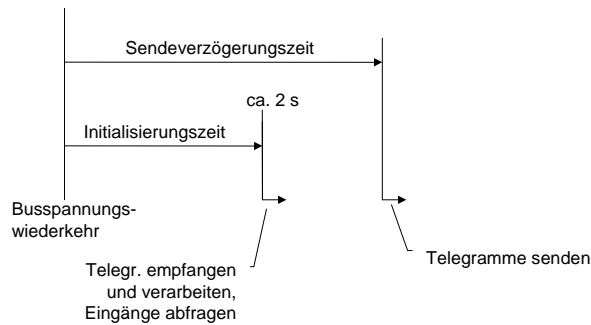 Sendeverzögerungszeit
ca. 2 s
Initialisierungszeit
Busspannungs-
wiederkehr
Telegr. empfangen
und verarbeiten,
Eingänge abfragen
Telegramme senden